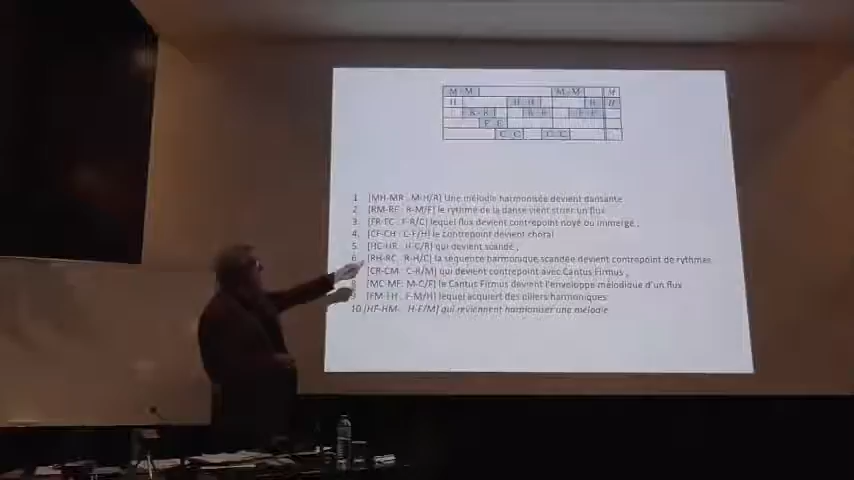 M M M M M
H H H R H
R R R R F F
F F
C C C C
1 [MH-MR : M-H/R] Une mélodie harmonisée devient dansante
2 [RM-RF : R-M/F] le rythme de la danse vient strier un flux
3 [FR-FC : F-R/C] lequel flux devient contrepoint noyé ou immergé ,
4. [CF-CH : C-F/H] le contrepoint devient choral
5. [HC-HR : H-C/R] qui devient scandé ,
6. [RH-RC : R-H/C] la séquence harmonique scandée devient contrepoint de rythmes
[CR-CM : C-R/M] qui devient contrepoint avec Cantus Firmus ,
8 [MC-MF : M-C/F] le Cantus Firmus devient l'enveloppe mélodique d'un flux
9 [FM-FH : F-M/H] lequel acquiert des piliers harmoniques
10 [HF-HM : H-F/M] qui reviennent harmoniser une mélodie